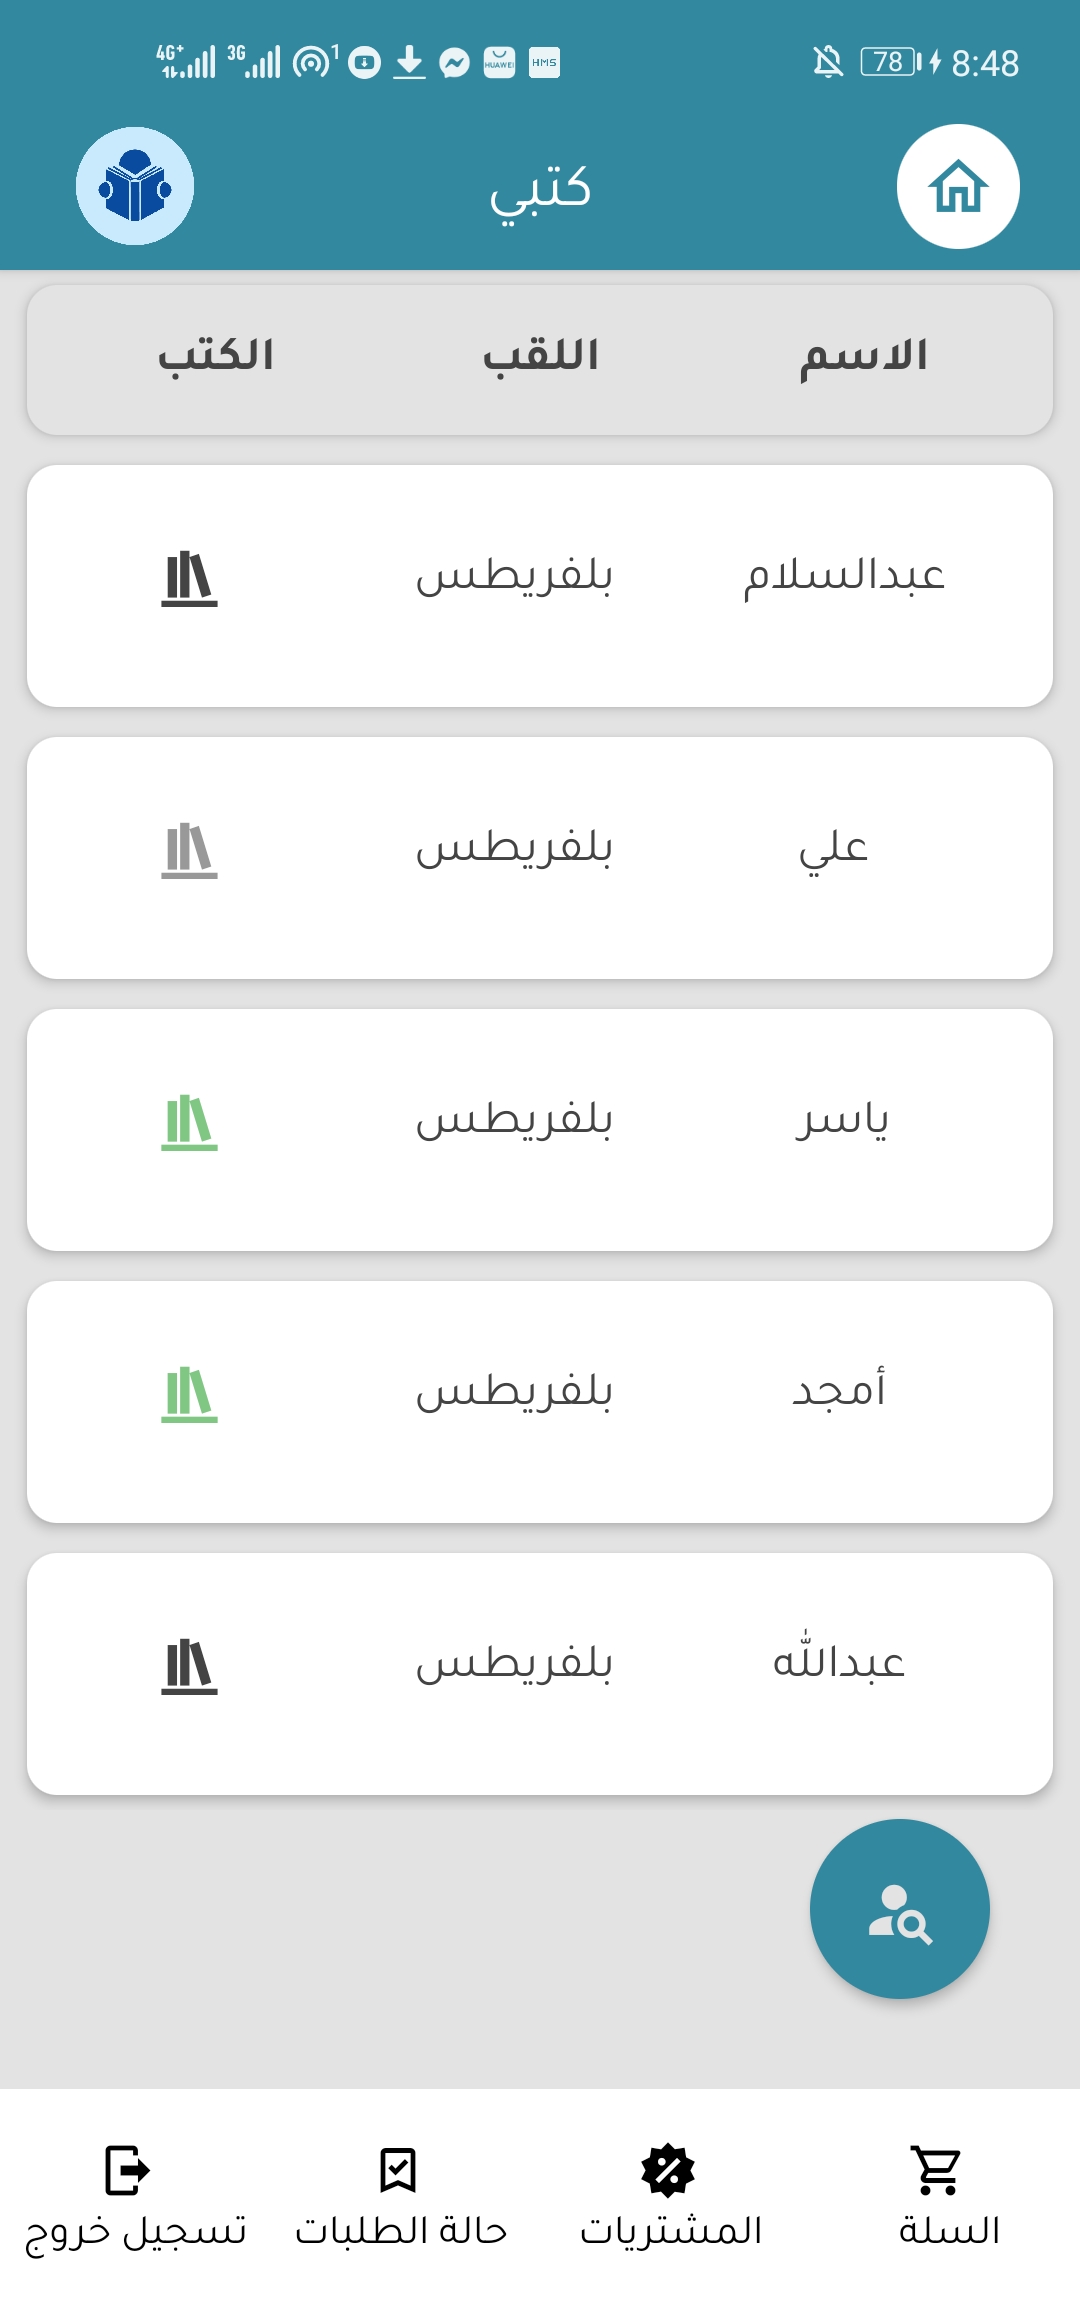 4G+ 3G 1 HUAWEI HMS 78 8:48
كتبي
الاسم اللقب الكتب
عبدالسلام بلفريطس
علي بلفريطس
ياسر بلفريطس
أمجد بلفريطس
عبدالله بلفريطس
السلة المشتريات حالة الطلبات تسجيل خروج